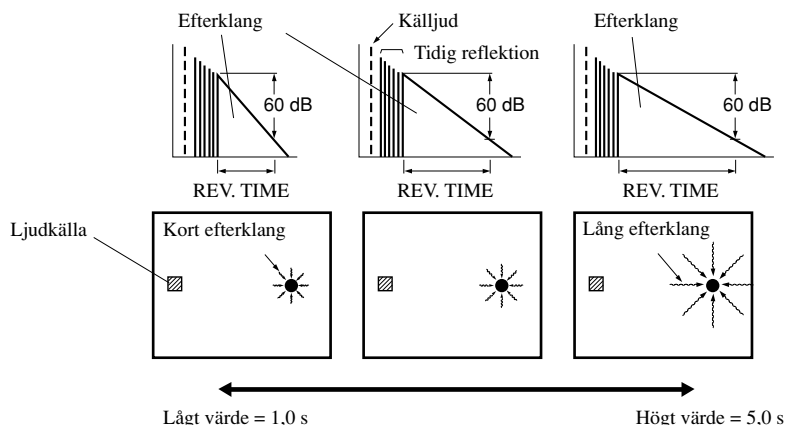 Efterklang
Källjud
Efterklang
Tidig reflektion
60 dB
60 dB
60 dB
REV. TIME
REV. TIME
REV. TIME
Ljudkälla
Kort efterklang
Lång efterklang
Lågt värde = 1,0 s
Högt värde = 5,0 s